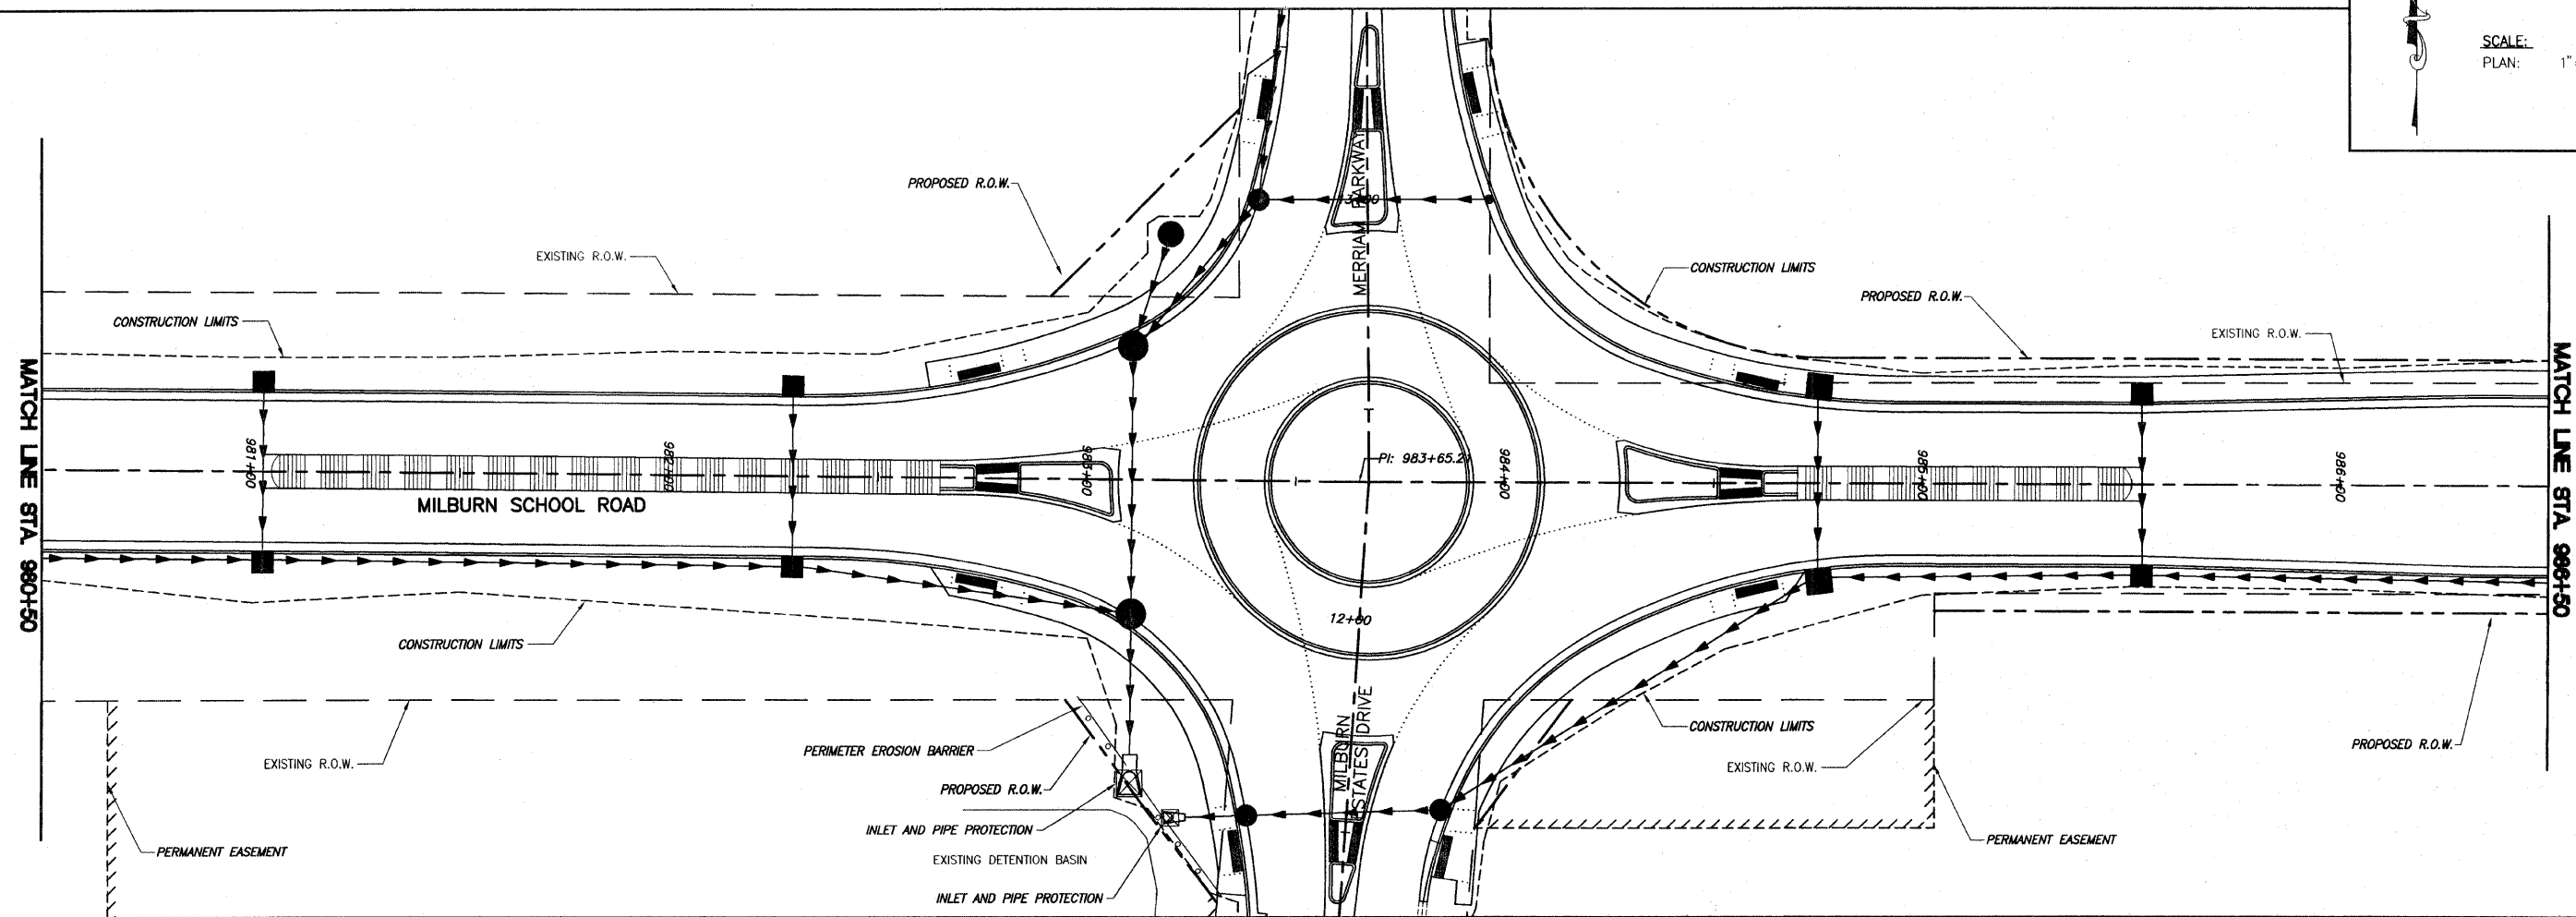 SCALE:
PLAN: 1"
PROPOSED R.O.W.
EXISTING R.O.W.
CONSTRUCTION LIMITS
MERRIAM PARKWAY
CONSTRUCTION LIMITS
PROPOSED R.O.W.
EXISTING R.O.W.
MATCH LINE STA 980+50
981+00
982+00
983+00
PI: 983+65.2
984+00
985+00
986+00
MATCH LINE STA 986+50
MILBURN SCHOOL ROAD
12+00
CONSTRUCTION LIMITS
MILBURN
ESTATES DRIVE
CONSTRUCTION LIMITS
PERIMETER EROSION BARRIER
EXISTING R.O.W.
PROPOSED R.O.W.
EXISTING R.O.W.
PROPOSED R.O.W.
INLET AND PIPE PROTECTION
PERMANENT EASEMENT
EXISTING DETENTION BASIN
PERMANENT EASEMENT
INLET AND PIPE PROTECTION